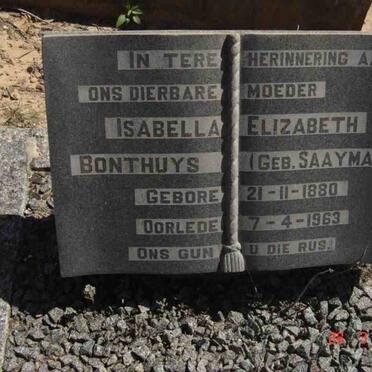 IN TERE HERINNERING A
ONS DIERBARE MOEDER
ISABELLA ELIZABETH
BONTHUYS (GEB. SAAYMA
GEBORE 21-11-1880
OORLEDE 7-4-1963
ONS GUN U DIE RUS.